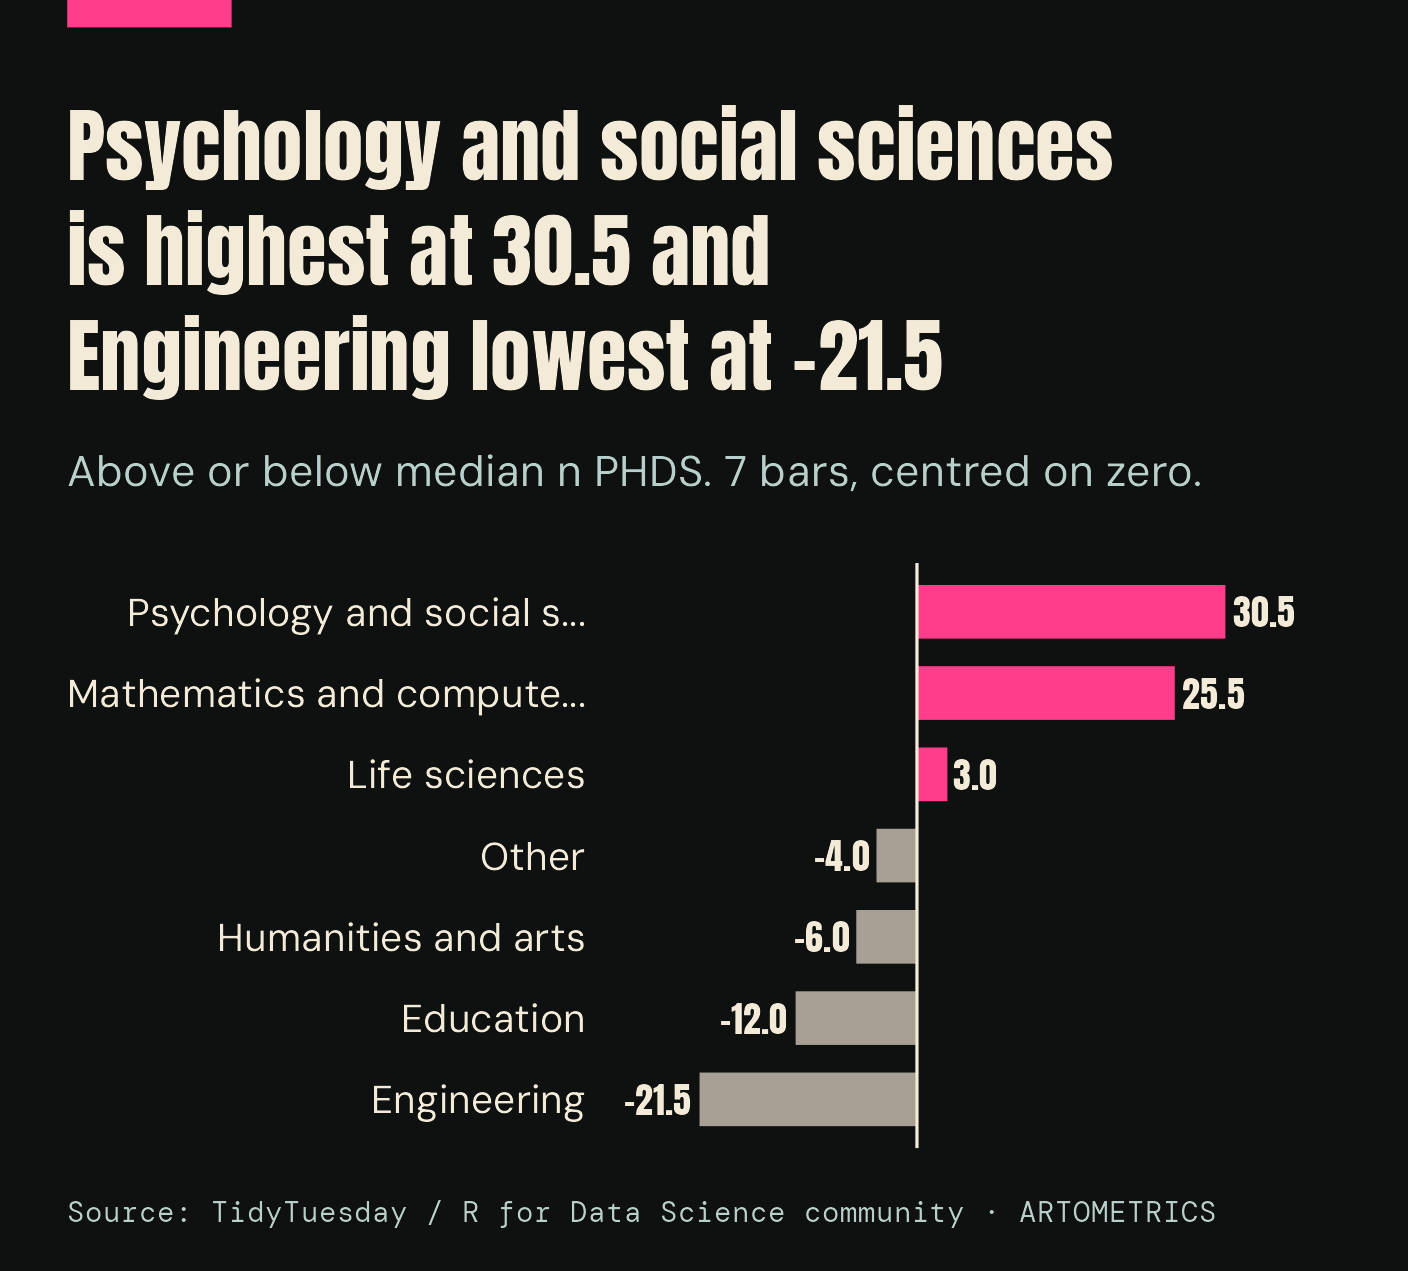 Psychology and social sciences
is highest at 30.5 and
Engineering lowest at -21.5
Above or below median n PHDS. 7 bars, centred on zero.
Psychology and social s... 30.5
Mathematics and compute... 25.5
Life sciences 3.0
Other -4.0
Humanities and arts -6.0
Education -12.0
Engineering -21.5
Source: TidyTuesday / R for Data Science community · ARTOMETRICS